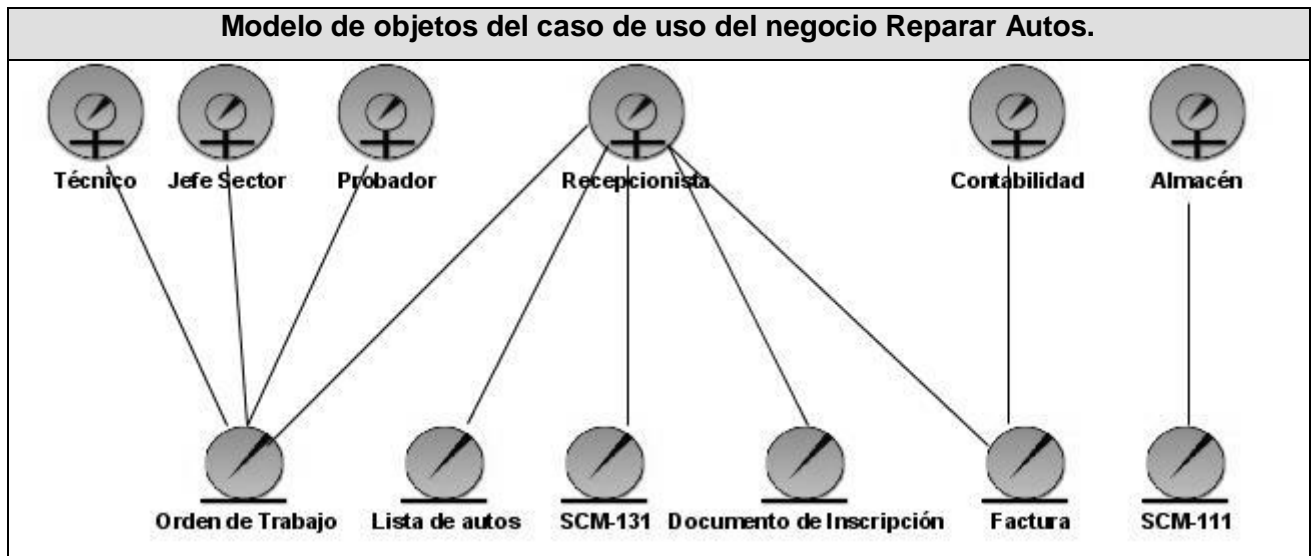 Modelo de objetos del caso de uso del negocio Reparar Autos.
Técnico Jefe Sector Probador Recepcionista Contabilidad Almacén
Orden de Trabajo Lista de autos SCM-131 Documento de Inscripción Factura SCM-111